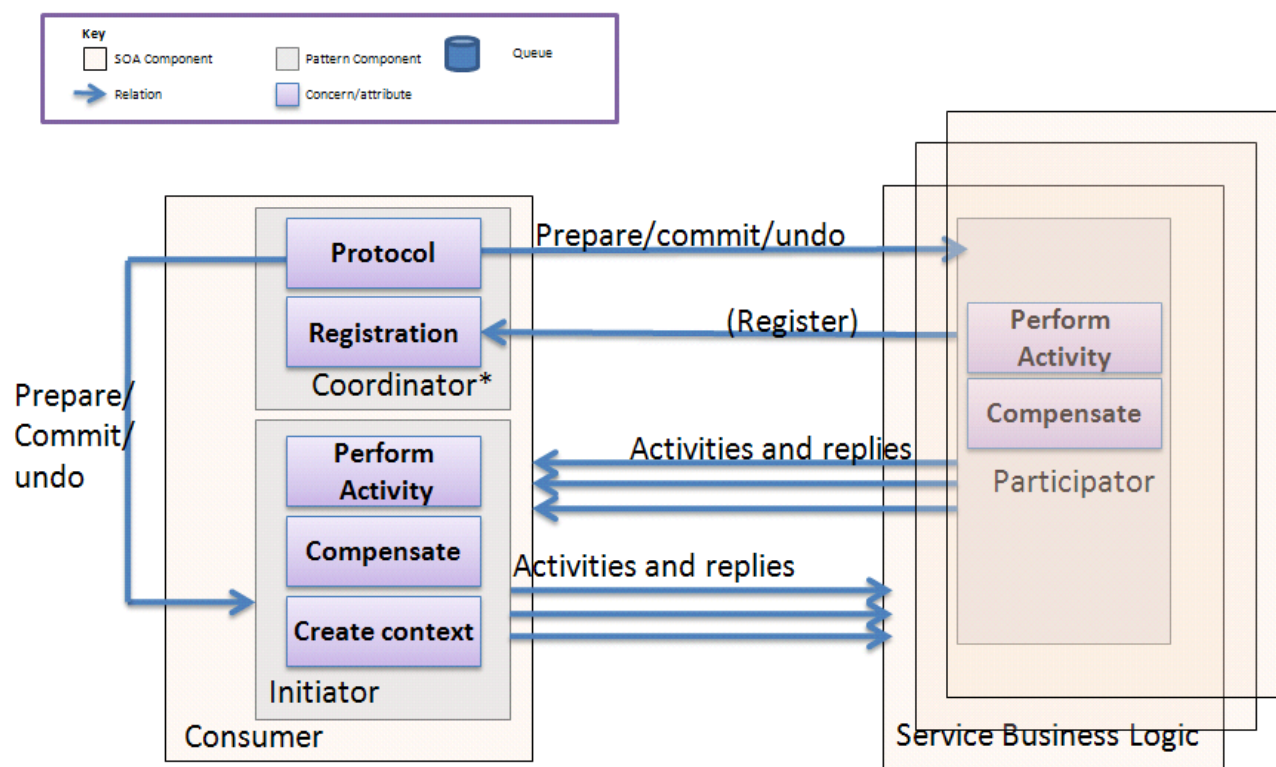 Key
SOA Component
Pattern Component
Queue
Relation
Concern/attribute
Protocol
Registration
Coordinator*
Prepare/commit/undo
(Register)
Perform
Activity
Compensate
Participator
Prepare/
Commit/
undo
Perform
Activity
Compensate
Create context
Initiator
Consumer
Activities and replies
Activities and replies
Service Business Logic